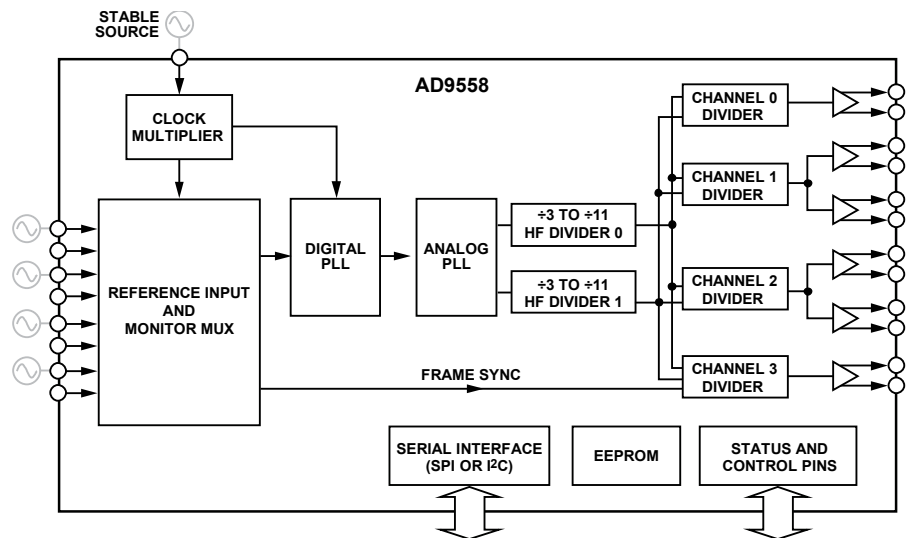 STABLE
SOURCE
AD9558
CLOCK
MULTIPLIER
CHANNEL 0
DIVIDER
CHANNEL 1
DIVIDER
REFERENCE INPUT
AND
MONITOR MUX
DIGITAL
PLL
ANALOG
PLL
÷3 TO ÷11
HF DIVIDER 0
÷3 TO ÷11
HF DIVIDER 1
CHANNEL 2
DIVIDER
CHANNEL 3
DIVIDER
FRAME SYNC
SERIAL INTERFACE
(SPI OR I²C)
EEPROM
STATUS AND
CONTROL PINS